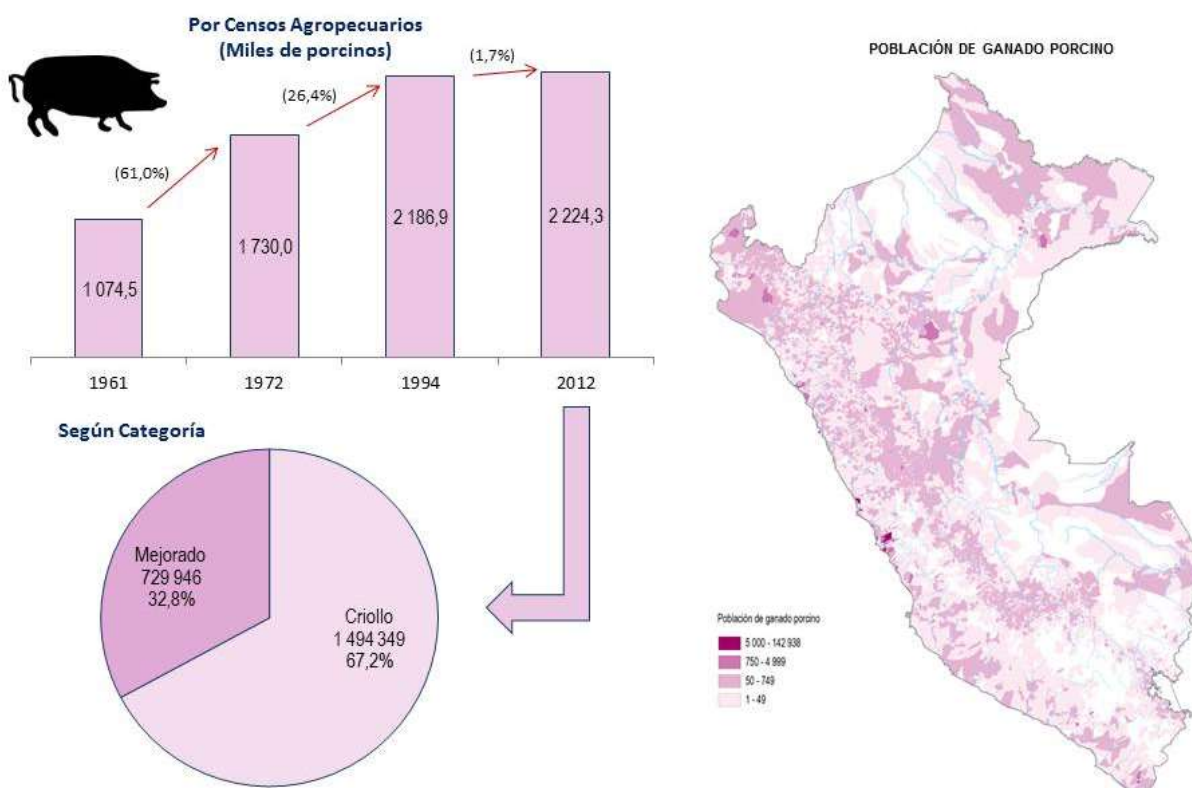 Por Censos Agropecuarios
(Miles de porcinos)
(61,0%)
(26,4%)
(1,7%)
1 074,5
1 730,0
2 186,9
2 224,3
1961
1972
1994
2012
Según Categoría
Mejorado
729 946
32,8%
Criollo
1 494 349
67,2%
POBLACIÓN DE GANADO PORCINO
Población de ganado porcino
5 000 - 142 938
750 - 4 999
50 - 749
1 - 49